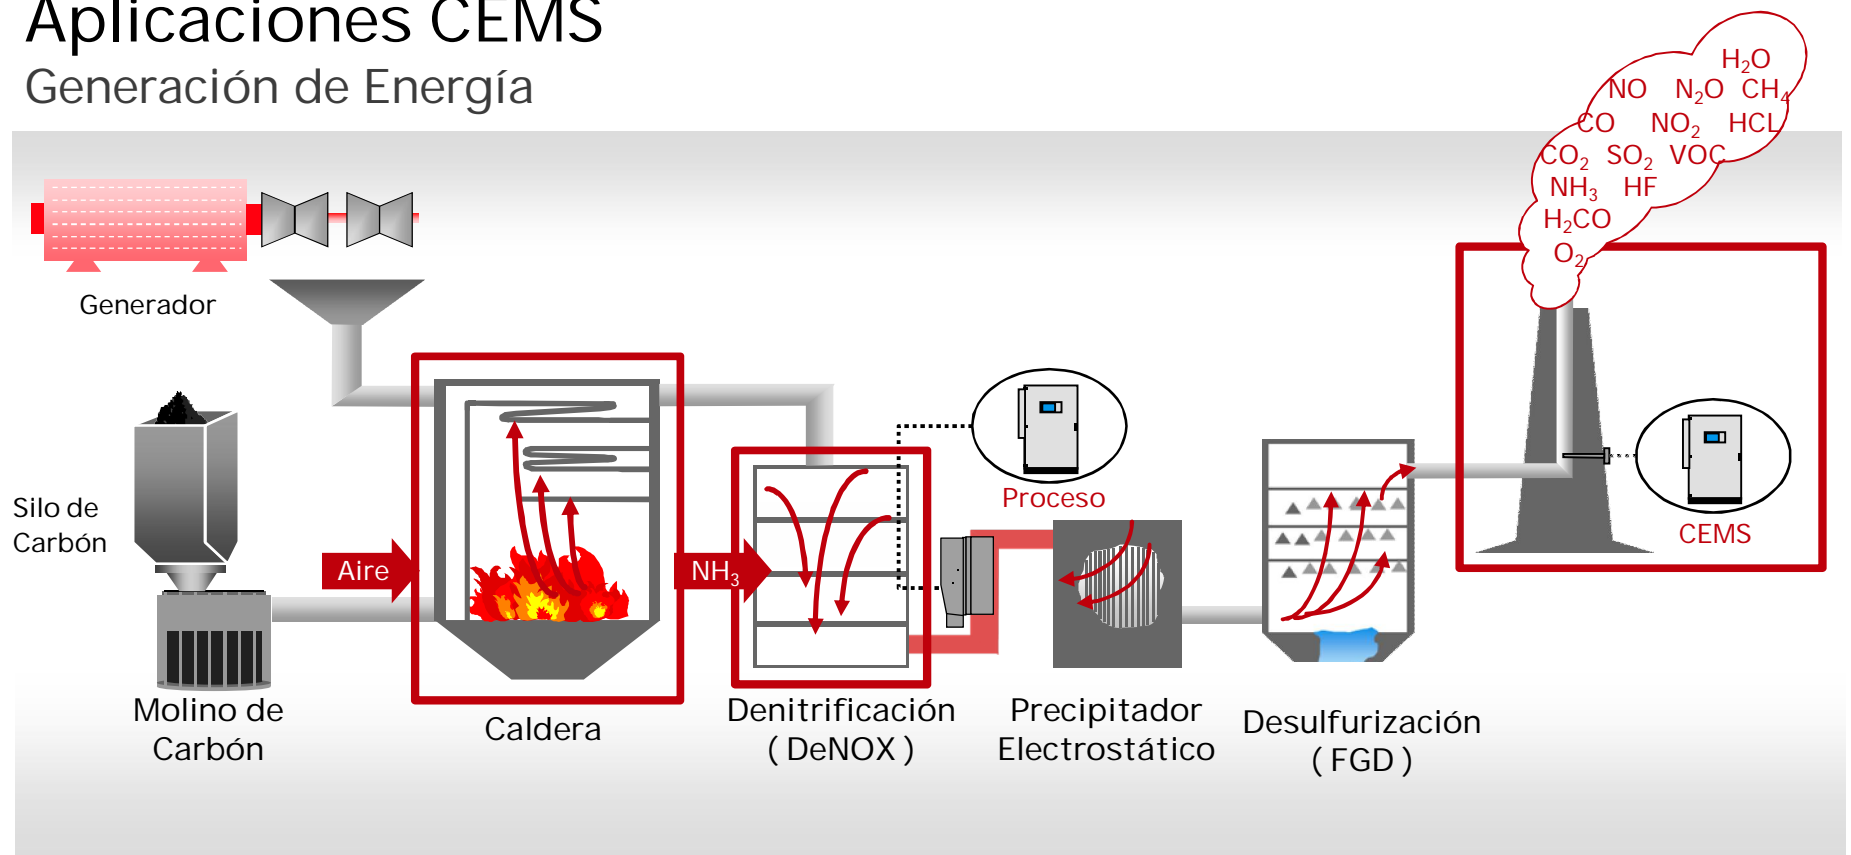 Aplicaciones CEMS
Generación de Energía
H₂O
NO N₂O CH₄
CO NO₂ HCL
CO₂ SO₂ VOC
NH₃ HF
H₂CO
O₂
Generador
Silo de
Carbón
Aire
NH₃
Proceso
CEMS
Molino de
Carbón
Caldera
Denitrificación
( DeNOX )
Precipitador
Electrostático
Desulfurización
( FGD )